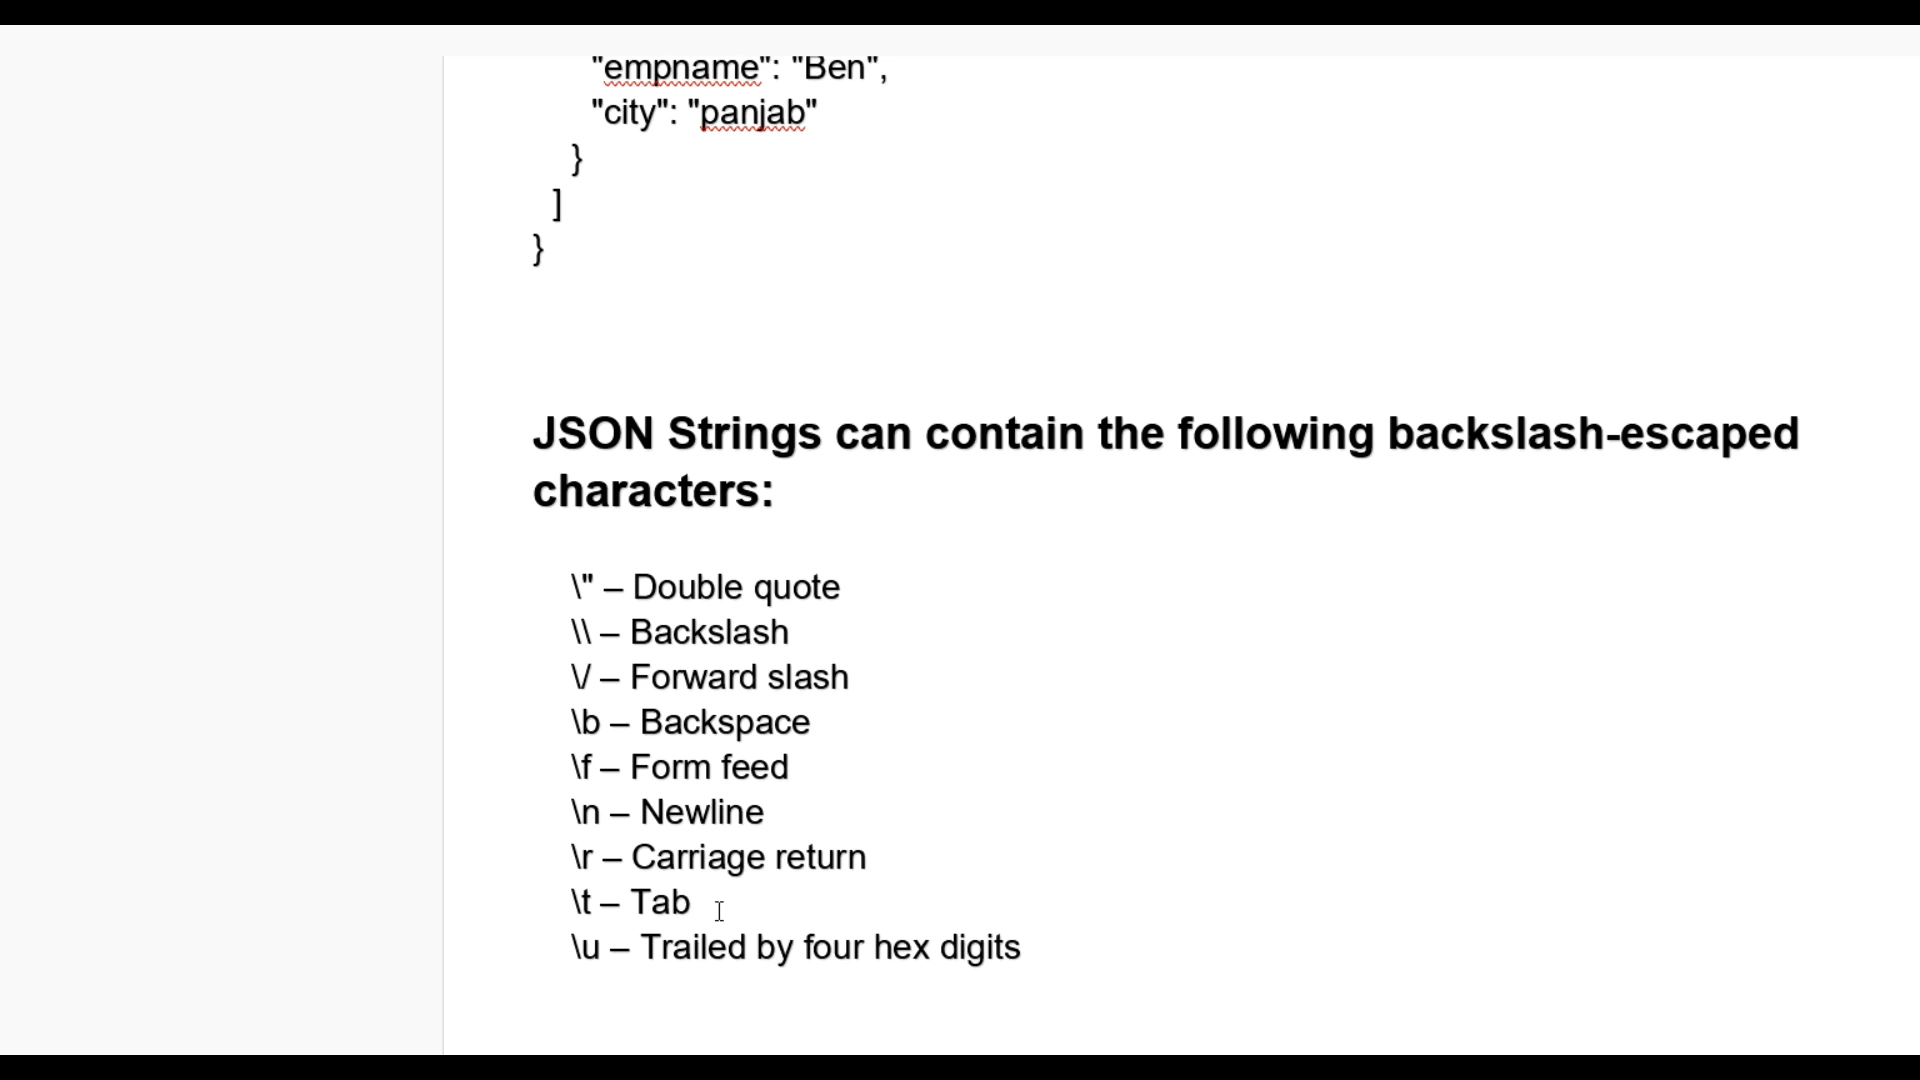 "empname": "Ben",
"city": "panjab"
}
]
}
JSON Strings can contain the following backslash-escaped
characters:
\" – Double quote
\\ – Backslash
\/ – Forward slash
\b – Backspace
\f – Form feed
\n – Newline
\r – Carriage return
\t – Tab
\u – Trailed by four hex digits